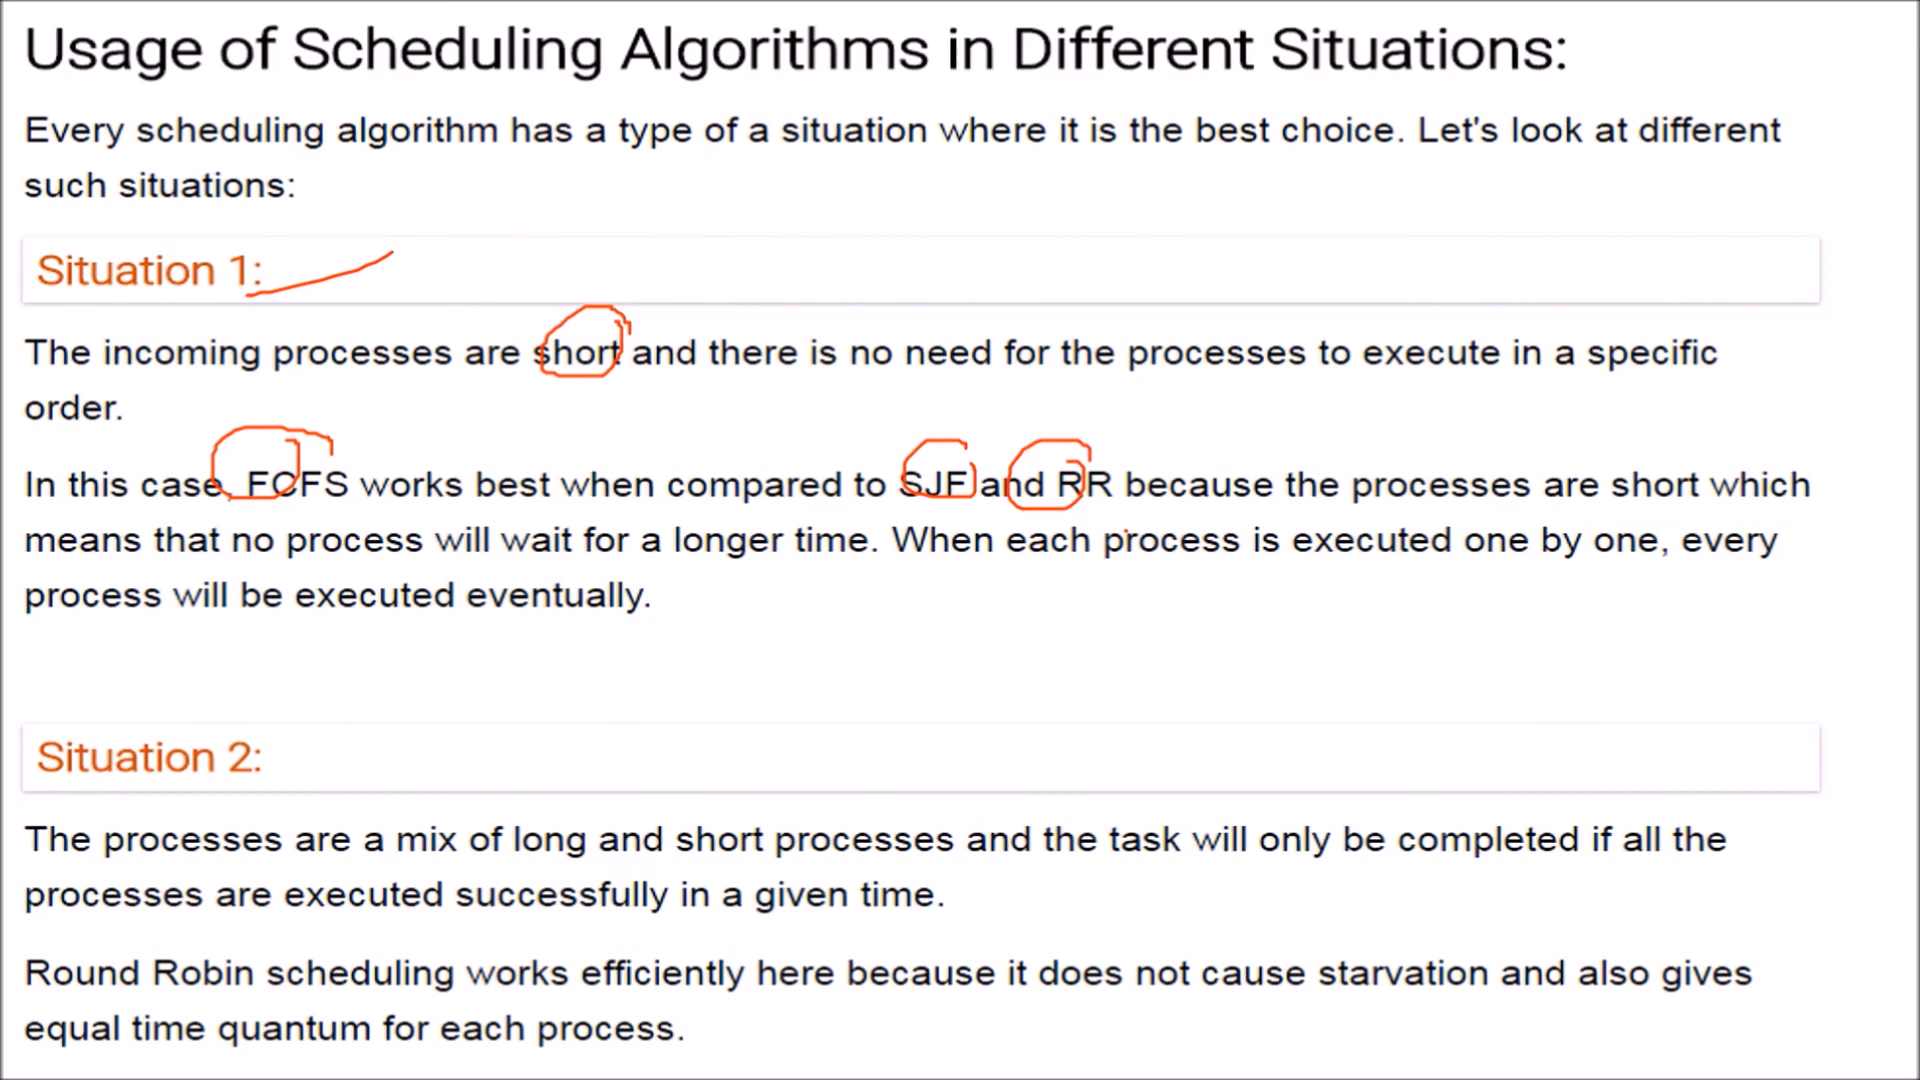 Usage of Scheduling Algorithms in Different Situations:
Every scheduling algorithm has a type of a situation where it is the best choice. Let's look at different
such situations:
Situation 1:
The incoming processes are short and there is no need for the processes to execute in a specific
order.
In this case, FCFS works best when compared to SJF and RR because the processes are short which
means that no process will wait for a longer time. When each process is executed one by one, every
process will be executed eventually.
Situation 2:
The processes are a mix of long and short processes and the task will only be completed if all the
processes are executed successfully in a given time.
Round Robin scheduling works efficiently here because it does not cause starvation and also gives
equal time quantum for each process.